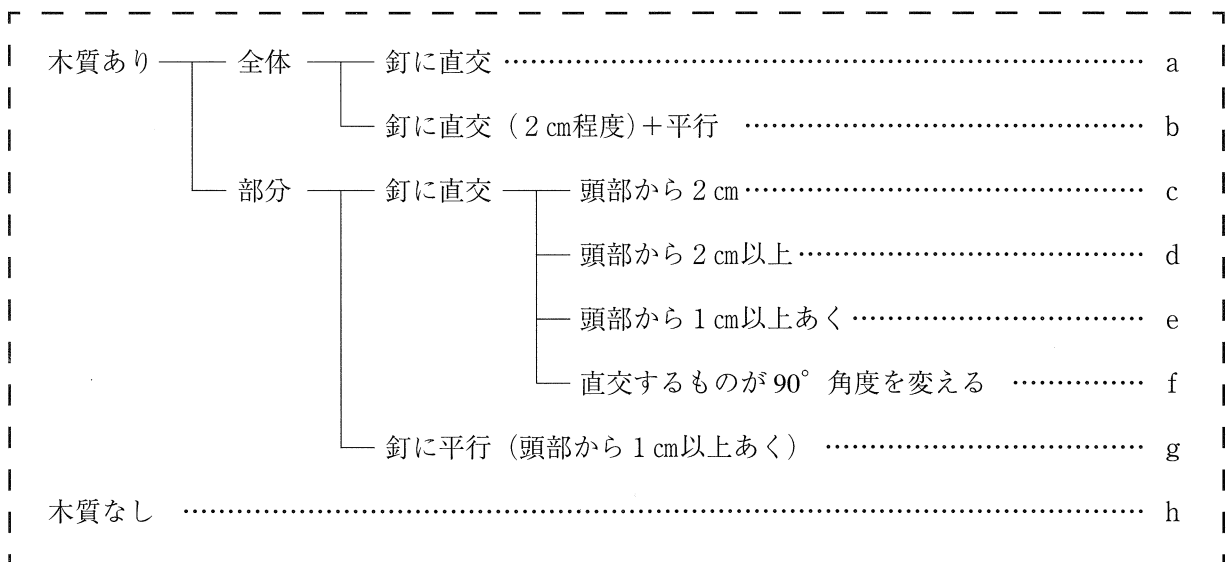 木質あり 全体 釘に直交 …… a
釘に直交（2㎝程度）＋平行 …… b
部分 釘に直交 頭部から2㎝ …… c
頭部から2㎝以上 …… d
頭部から1㎝以上あく …… e
直交するものが90°角度を変える …… f
釘に平行（頭部から1㎝以上あく） …… g
木質なし …… h